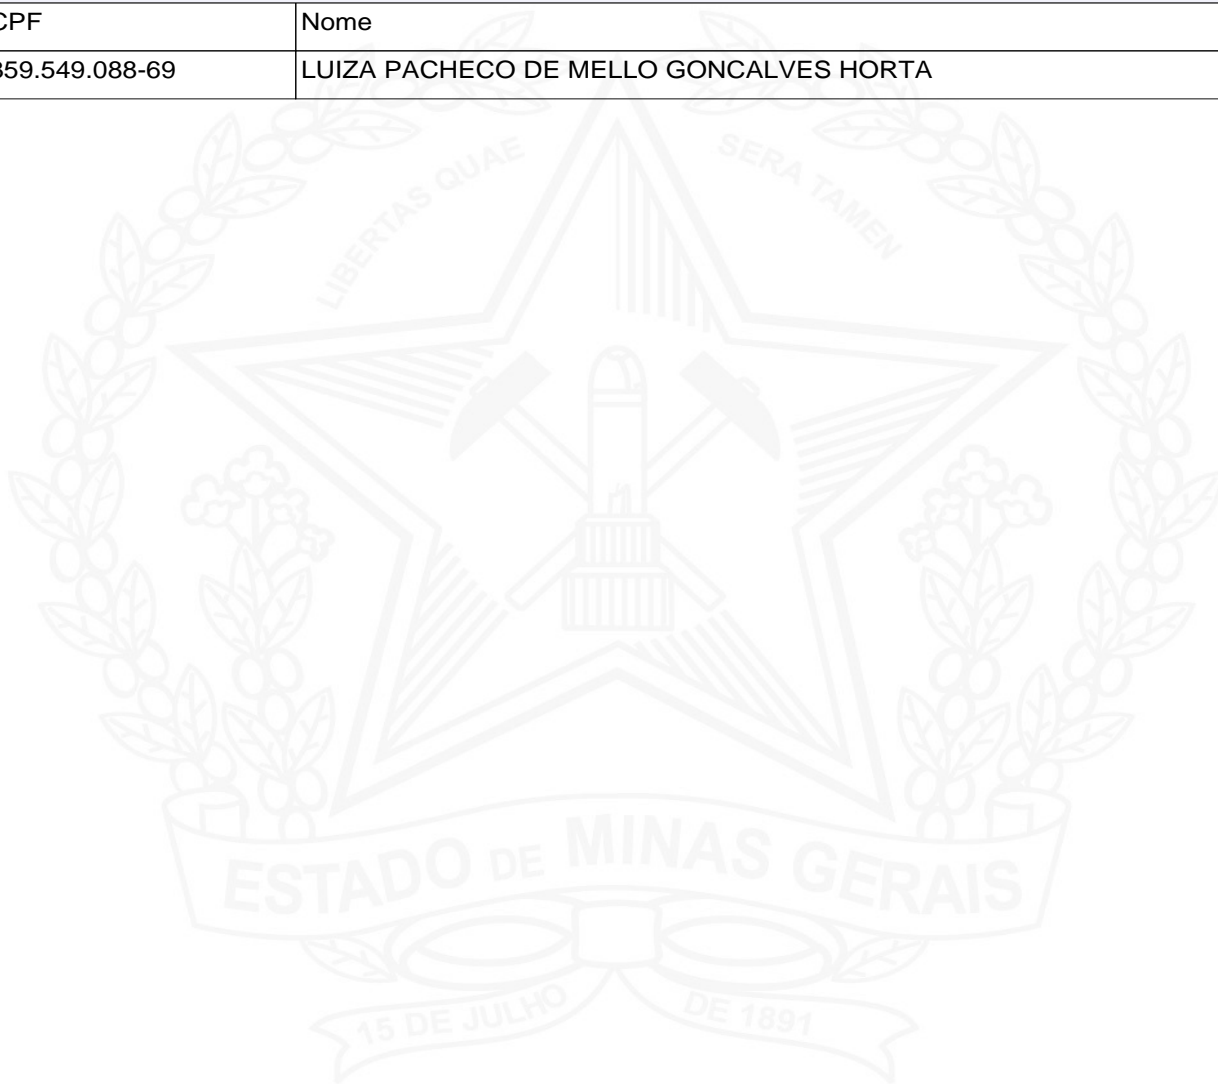 CPF Nome
859.549.088-69 LUIZA PACHECO DE MELLO GONCALVES HORTA
LIBERTAS QUAE SERA TAMEN
ESTADO DE MINAS GERAIS
15 DE JULHO DE 1891